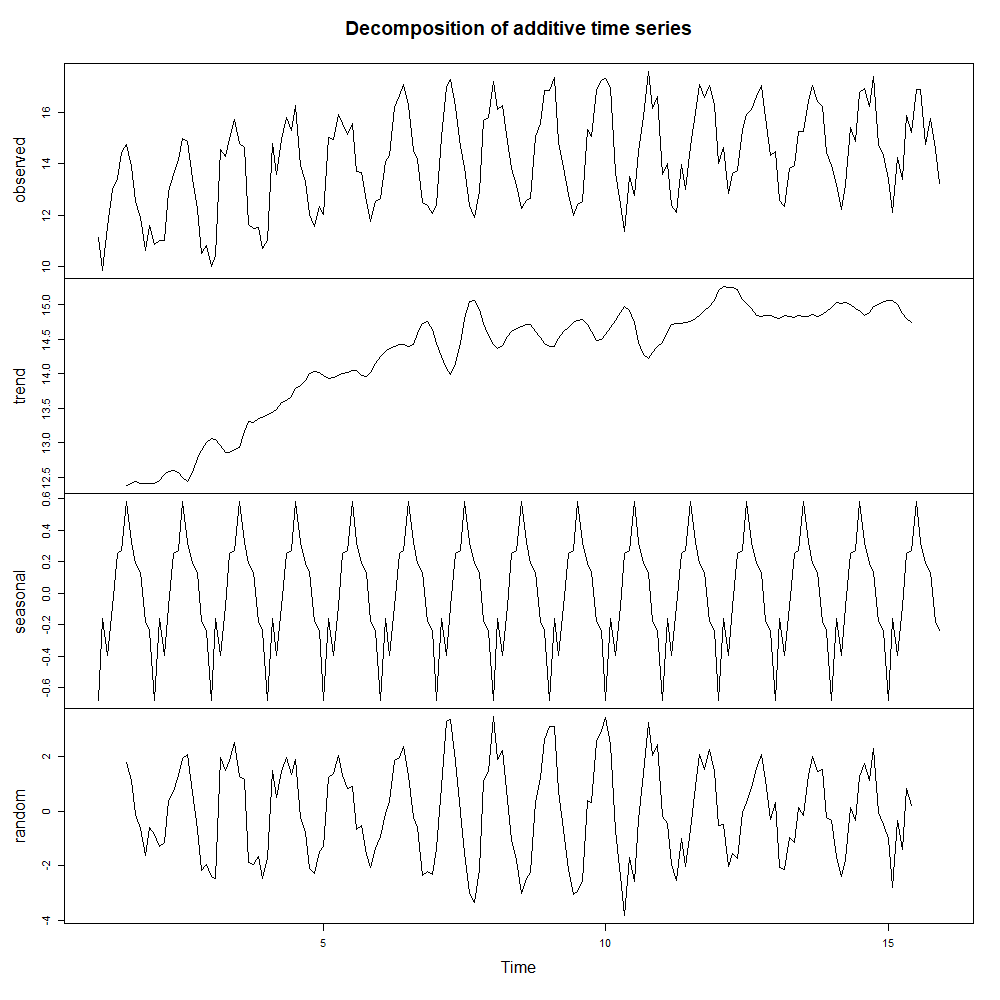 Decomposition of additive time series
observed
10 12 14 16
trend
12.5 13.0 13.5 14.0 14.5 15.0
seasonal
-0.6 -0.4 -0.2 0.0 0.2 0.4 0.6
random
-4 -2 0 2
5 10 15
Time